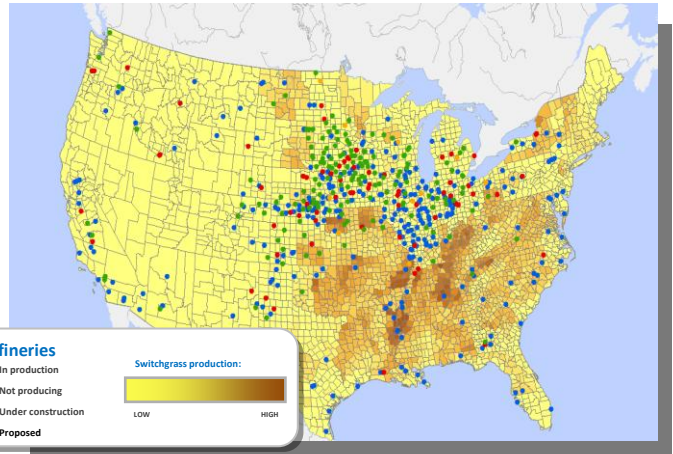 fineries
In production
Switchgrass production:
Not producing
Under construction
LOW HIGH
Proposed